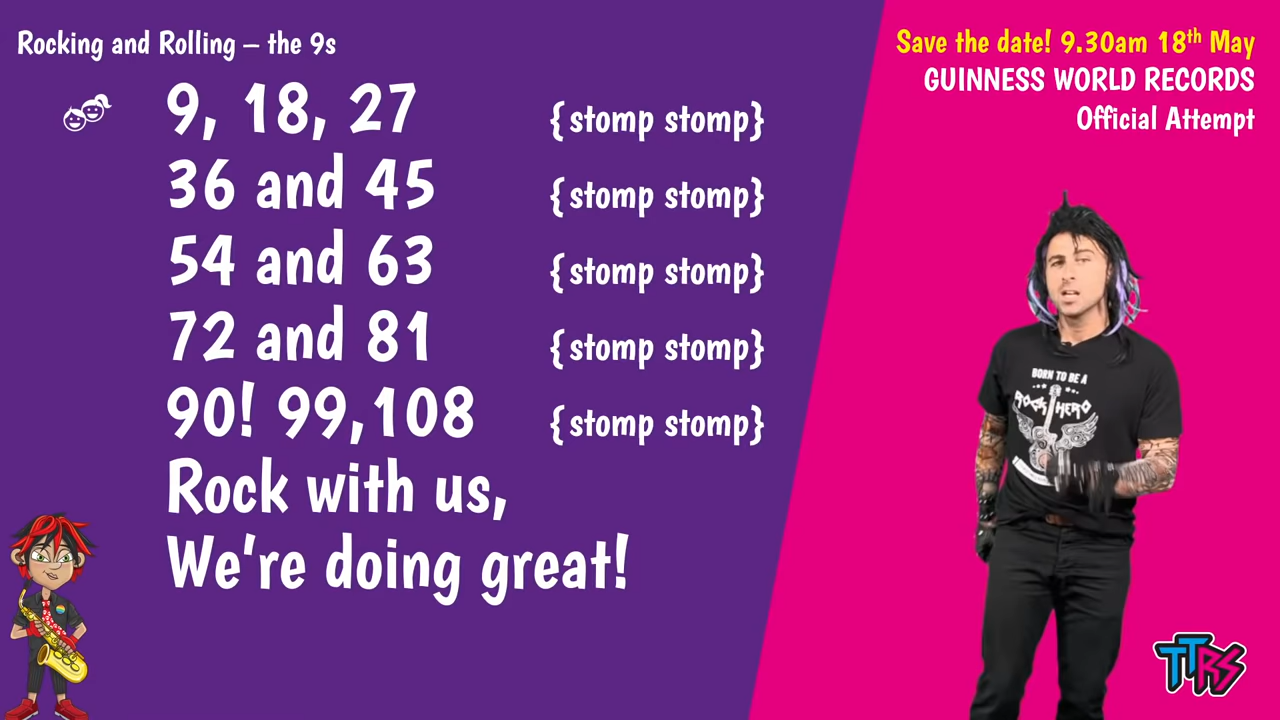 Rocking and Rolling – the 9s
9, 18, 27 {stomp stomp}
36 and 45 {stomp stomp}
54 and 63 {stomp stomp}
72 and 81 {stomp stomp}
90! 99,108 {stomp stomp}
Rock with us,
We're doing great!
Save the date! 9.30am 18th May
GUINNESS WORLD RECORDS
Official Attempt
BORN TO BE A
ROCK HERO
TTRS